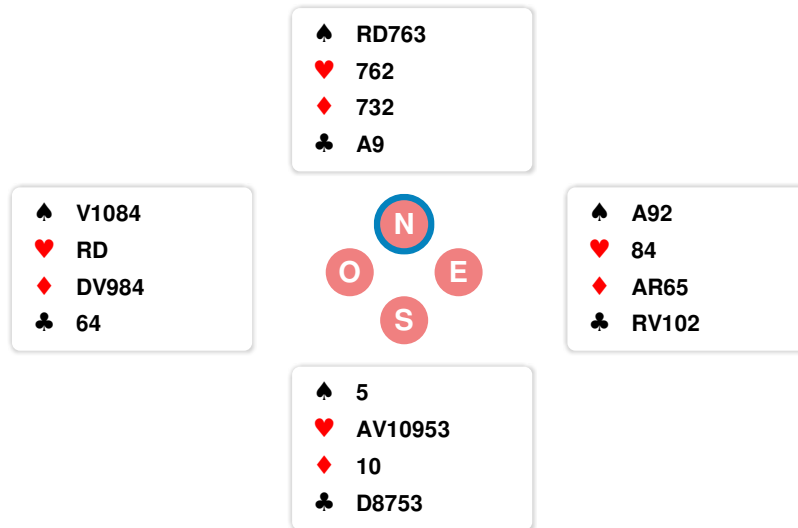 ♠ RD763
♥ 762
♦ 732
♣ A9
♠ V1084
♥ RD
♦ DV984
♣ 64
N
O
E
S
♠ A92
♥ 84
♦ AR65
♣ RV102
♠ 5
♥ AV10953
♦ 10
♣ D8753